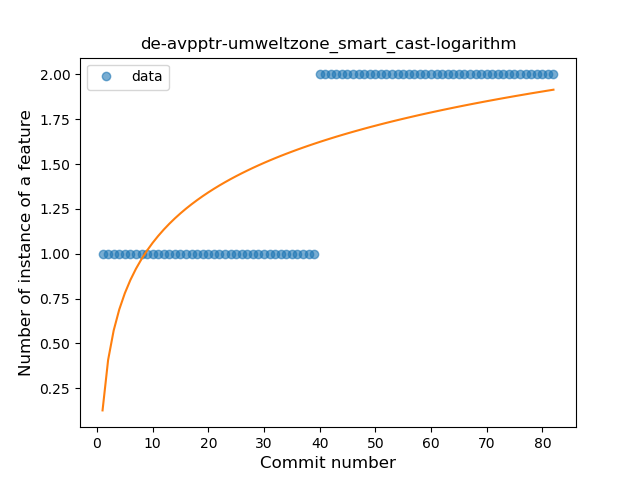 de-avpptr-umweltzone_smart_cast-logarithm
data
Number of instance of a feature
2.00
1.75
1.50
1.25
1.00
0.75
0.50
0.25
0 10 20 30 40 50 60 70 80
Commit number